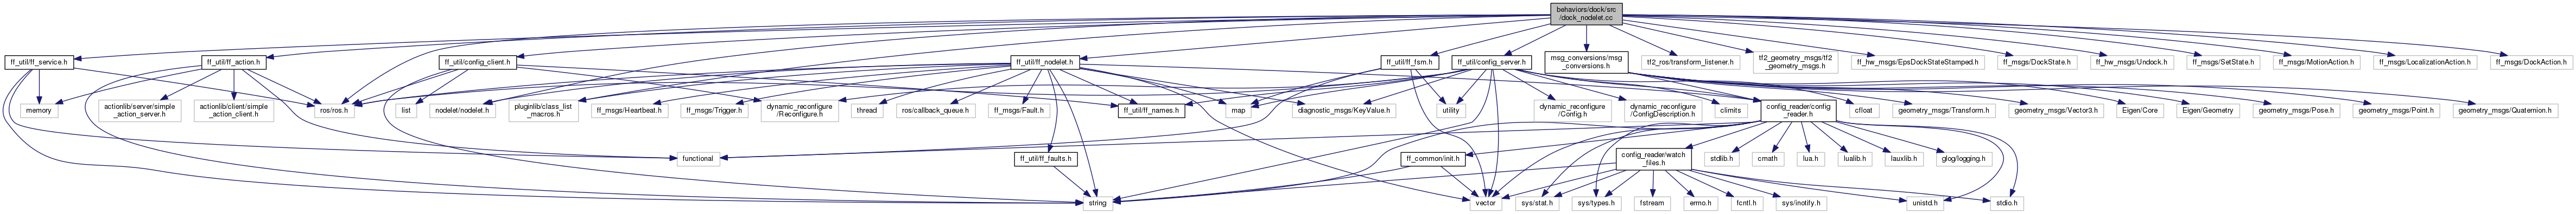 behaviors/dock/src
/dock_nodelet.cc
ff_util/ff_service.h
ff_util/ff_action.h
ff_util/config_client.h
ff_util/ff_nodelet.h
ff_util/ff_fsm.h
ff_util/config_server.h
msg_conversions/msg
_conversions.h
tf2_ros/transform_listener.h
tf2_geometry_msgs/tf2
_geometry_msgs.h
ff_hw_msgs/EpsDockStateStamped.h
ff_msgs/DockState.h
ff_hw_msgs/Undock.h
ff_msgs/SetState.h
ff_msgs/MotionAction.h
ff_msgs/LocalizationAction.h
ff_msgs/DockAction.h
memory
actionlib/server/simple
_action_server.h
actionlib/client/simple
_action_client.h
ros/ros.h
list
nodelet/nodelet.h
pluginlib/class_list
_macros.h
ff_msgs/Heartbeat.h
ff_msgs/Trigger.h
dynamic_reconfigure
/Reconfigure.h
thread
ros/callback_queue.h
ff_msgs/Fault.h
ff_util/ff_names.h
map
diagnostic_msgs/KeyValue.h
utility
dynamic_reconfigure
/Config.h
dynamic_reconfigure
/ConfigDescription.h
climits
config_reader/config
_reader.h
cfloat
geometry_msgs/Transform.h
geometry_msgs/Vector3.h
Eigen/Core
Eigen/Geometry
geometry_msgs/Pose.h
geometry_msgs/Point.h
geometry_msgs/Quaternion.h
functional
ff_util/ff_faults.h
ff_common/init.h
config_reader/watch
_files.h
stdlib.h
cmath
lua.h
lualib.h
lauxlib.h
glog/logging.h
string
vector
sys/stat.h
sys/types.h
fstream
errno.h
fcntl.h
sys/inotify.h
unistd.h
stdio.h